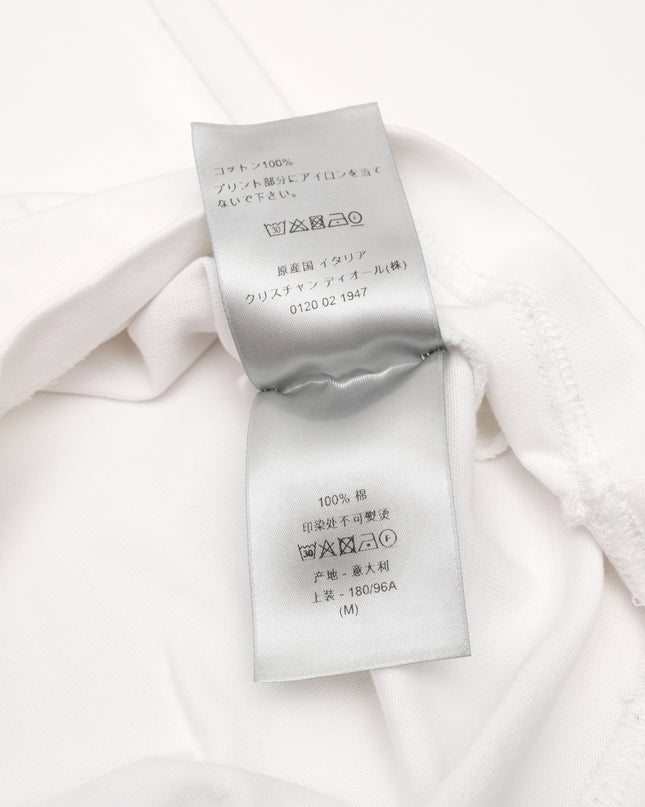 コットン100%
プリント部分にアイロンを当て
ないで下さい。
30
F
原産国 イタリア
クリスチャン ディオール(株)
0120 02 1947
100% 棉
印染处不可熨烫
30
F
产地 - 意大利
上装 - 180/96A
(M)